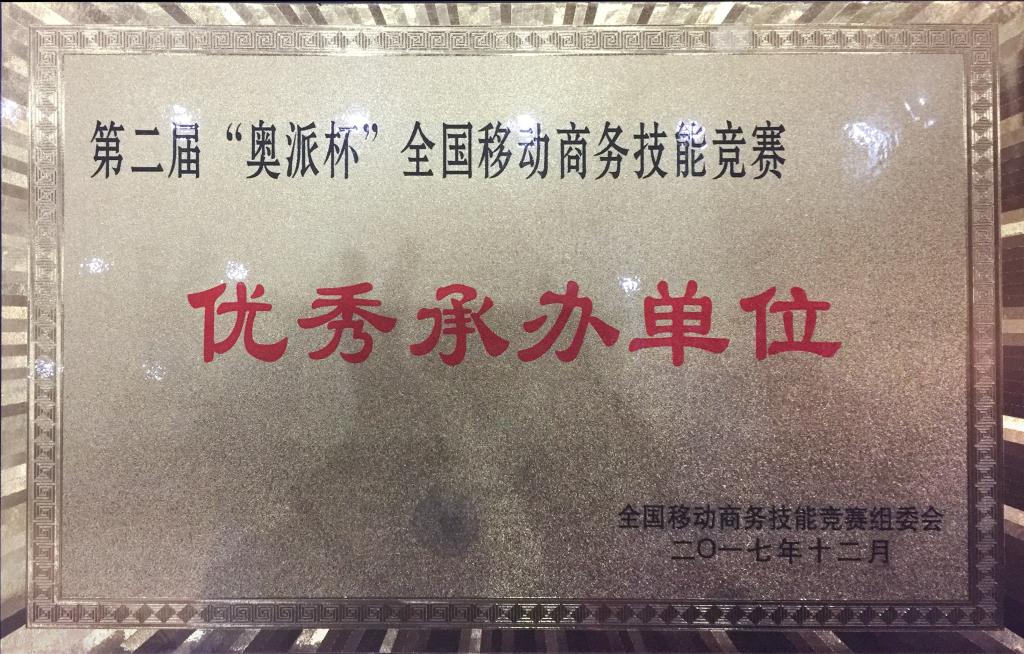 第二届“奥派杯”全国移动商务技能竞赛
优秀承办单位
全国移动商务技能竞赛组委会
二〇一七年十二月